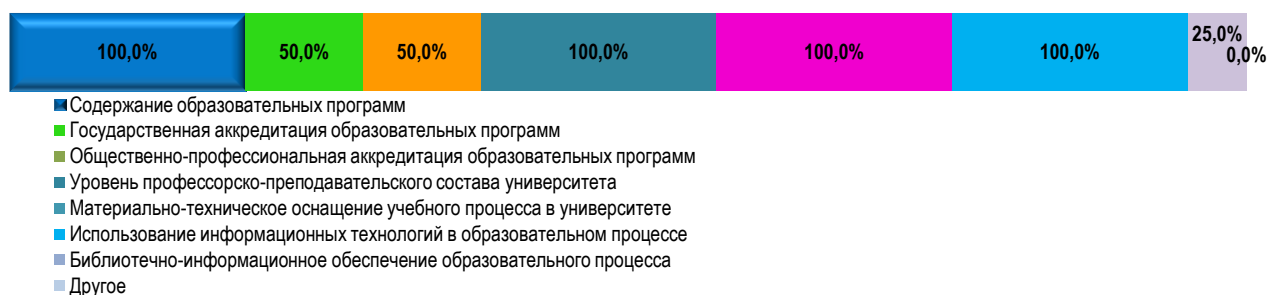 100,0% 50,0% 50,0% 100,0% 100,0% 100,0% 25,0% 0,0%
Содержание образовательных программ
Государственная аккредитация образовательных программ
Общественно-профессиональная аккредитация образовательных программ
Уровень профессорско-преподавательского состава университета
Материально-техническое оснащение учебного процесса в университете
Использование информационных технологий в образовательном процессе
Библиотечно-информационное обеспечение образовательного процесса
Другое